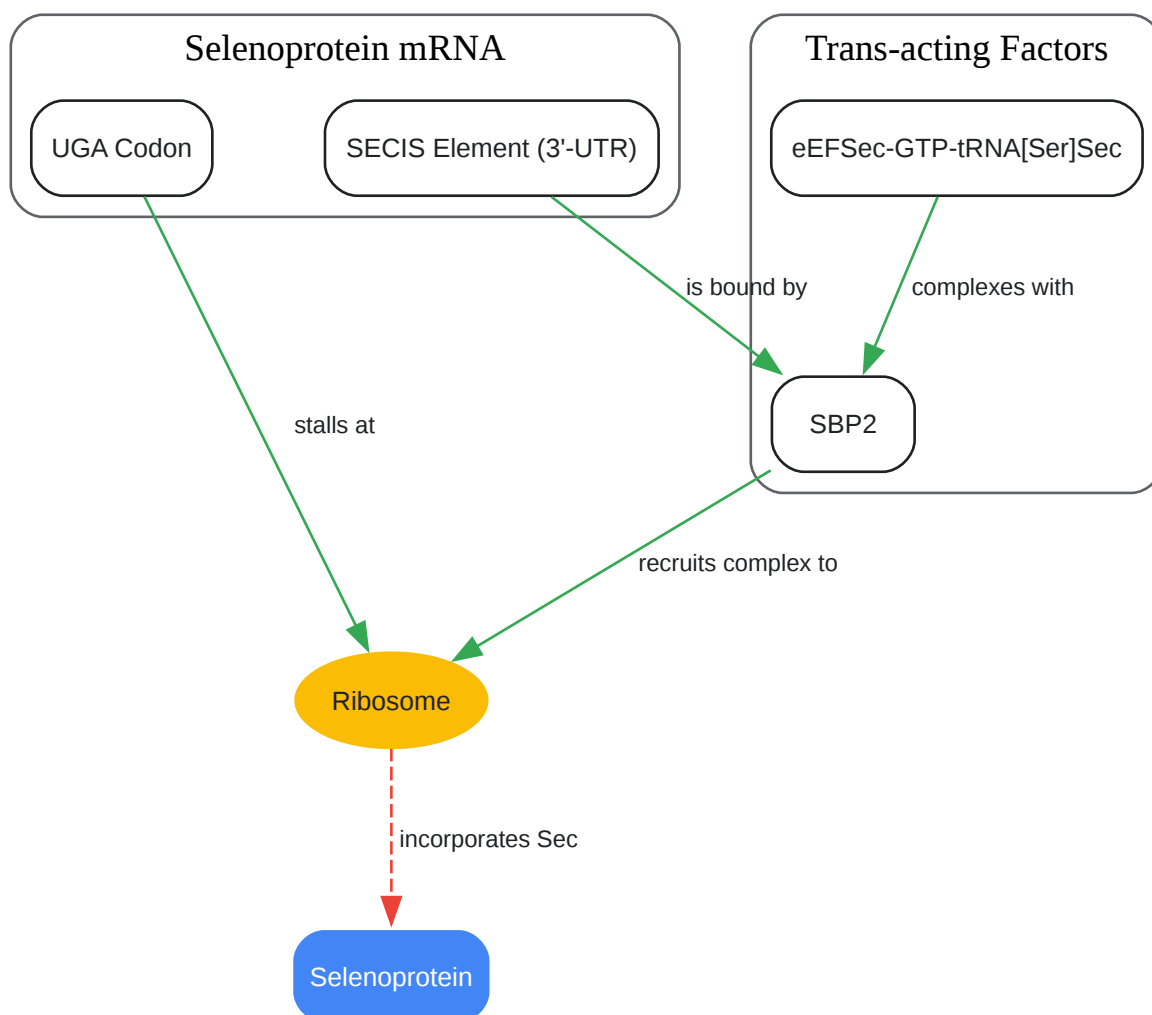 Selenoprotein mRNA
Trans-acting Factors
UGA Codon
SECIS Element (3'-UTR)
eEFSec-GTP-tRNA[Ser]Sec
is bound by
complexes with
stalls at
SBP2
recruits complex to
Ribosome
incorporates Sec
Selenoprotein